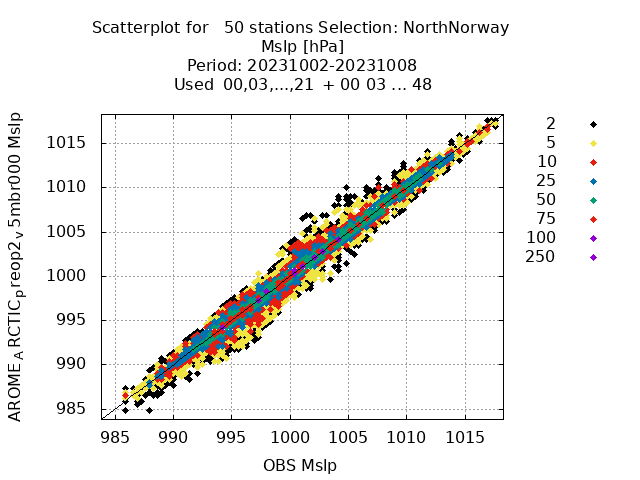 Scatterplot for 50 stations Selection: NorthNorway
Mslp [hPa]
Period: 20231002-20231008
Used 00,03,...,21 + 00 03 ... 48
AROME_ARCTIC_preop2_v_5mbr000 Mslp
1015
1010
1005
1000
995
990
985
985 990 995 1000 1005 1010 1015
OBS Mslp
2
5
10
25
50
75
100
250